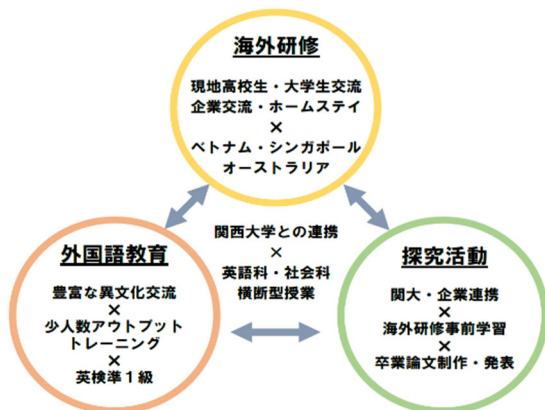 海外研修
現地高校生・大学生交流
企業交流・ホームステイ
×
ベトナム・シンガポール
オーストラリア
関西大学との連携
×
英語科・社会科
横断型授業
外国語教育
豊富な異文化交流
×
少人数アウトプット
トレーニング
×
英検準１級
探究活動
関大・企業連携
×
海外研修事前学習
×
卒業論文制作・発表